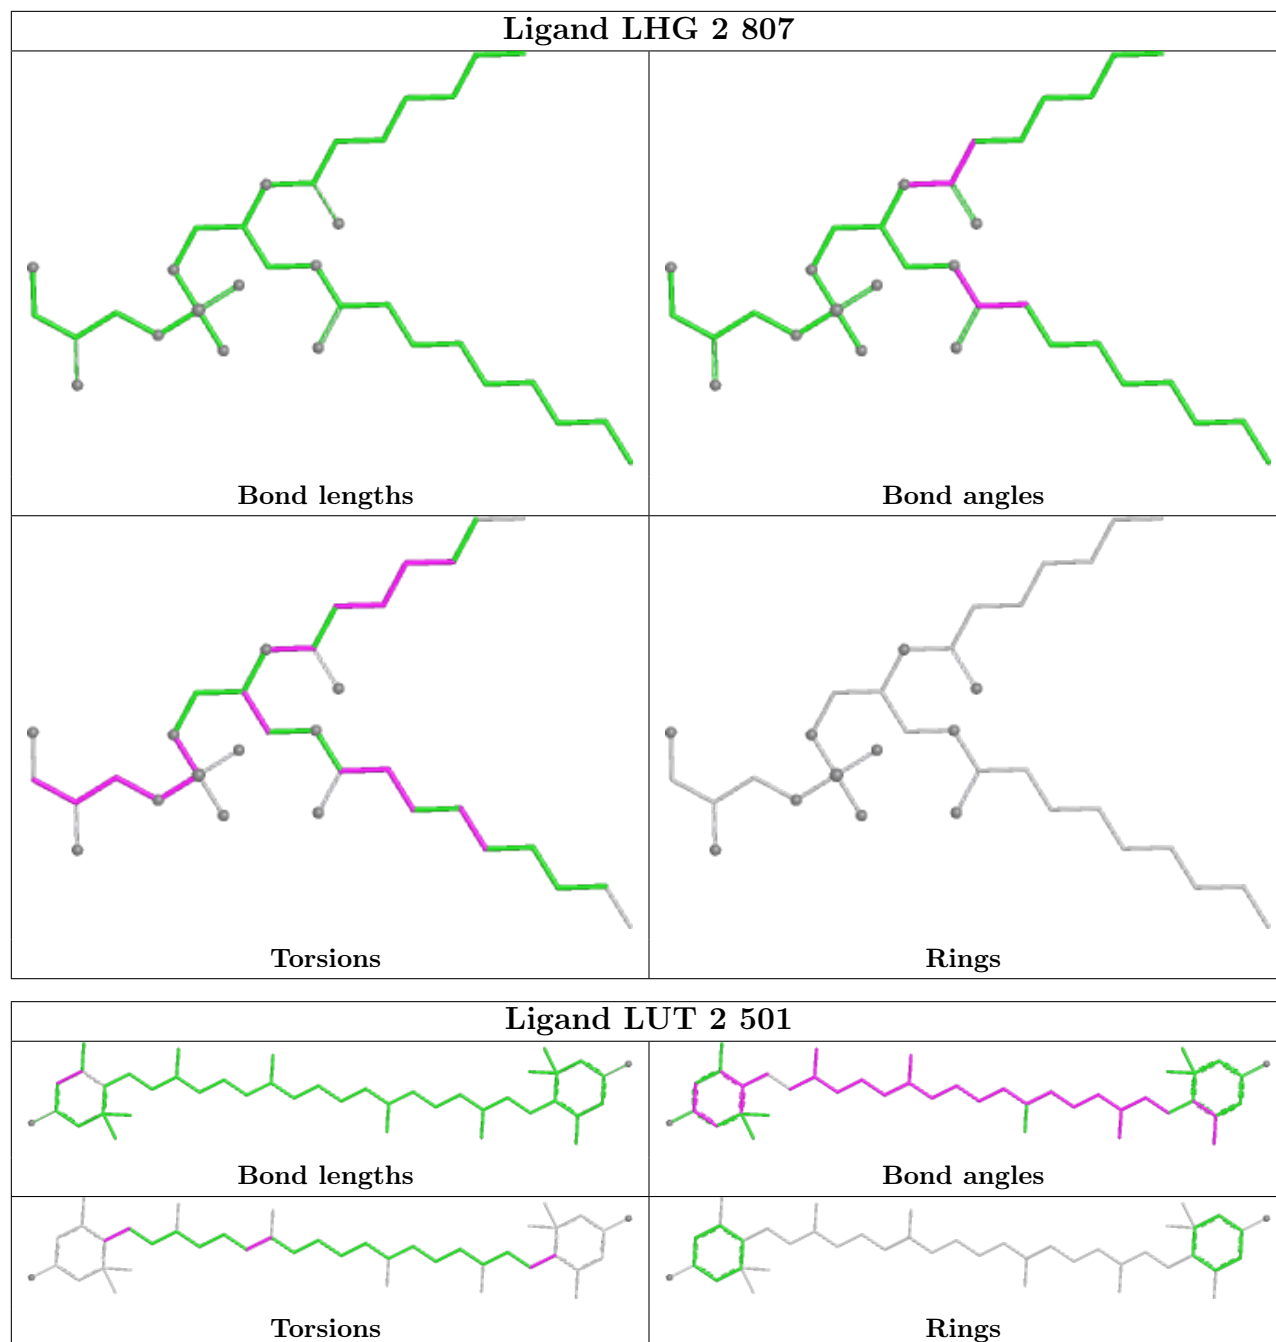 Ligand LHG 2 807
Bond lengths
Bond angles
Torsions
Rings
Ligand LUT 2 501
Bond lengths
Bond angles
Torsions
Rings